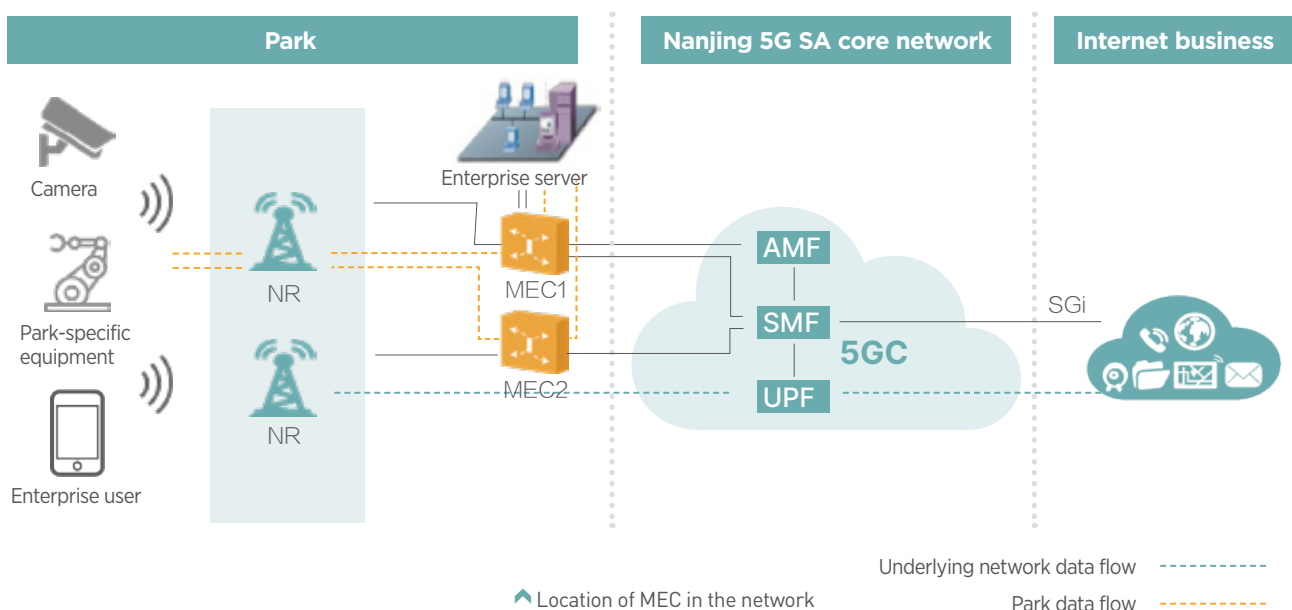 Park
Nanjing 5G SA core network
Internet business
Camera
Park-specific
equipment
Enterprise user
NR
NR
Enterprise server
MEC1
MEC2
AMF
SMF
5GC
UPF
SGi
Underlying network data flow
Park data flow
Location of MEC in the network